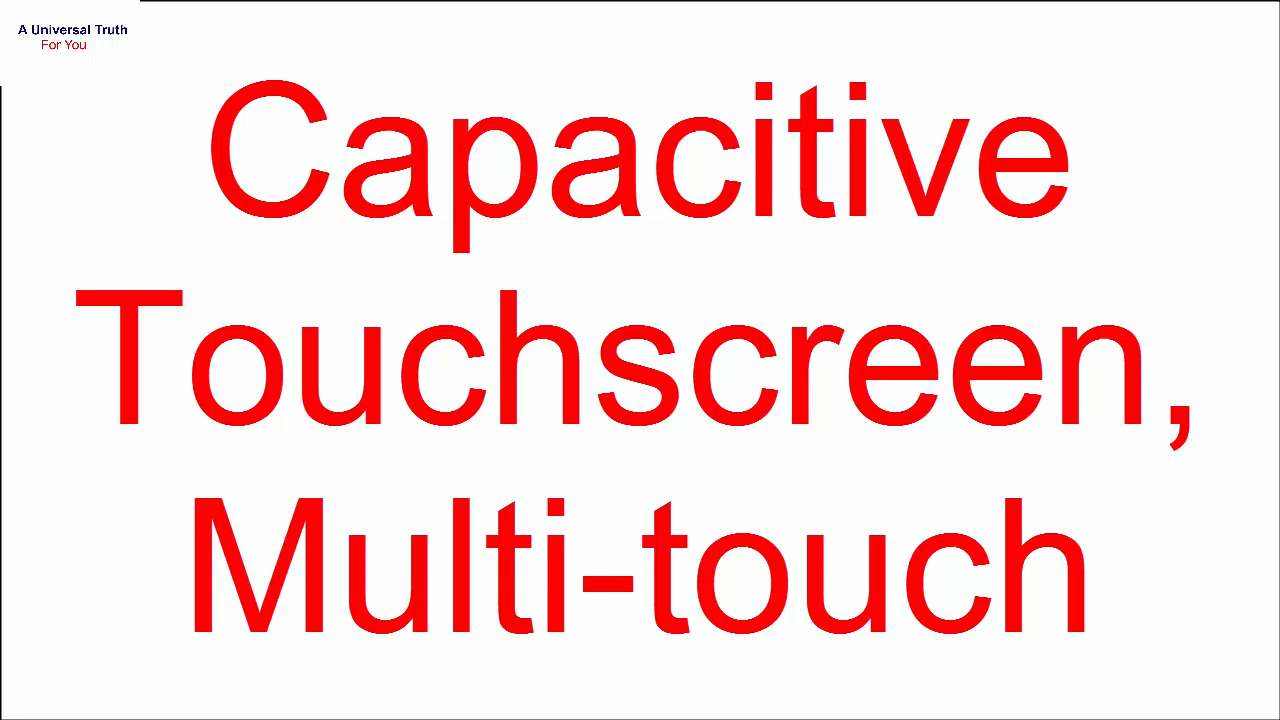 A Universal Truth
For You
Capacitive
Touchscreen,
Multi-touch